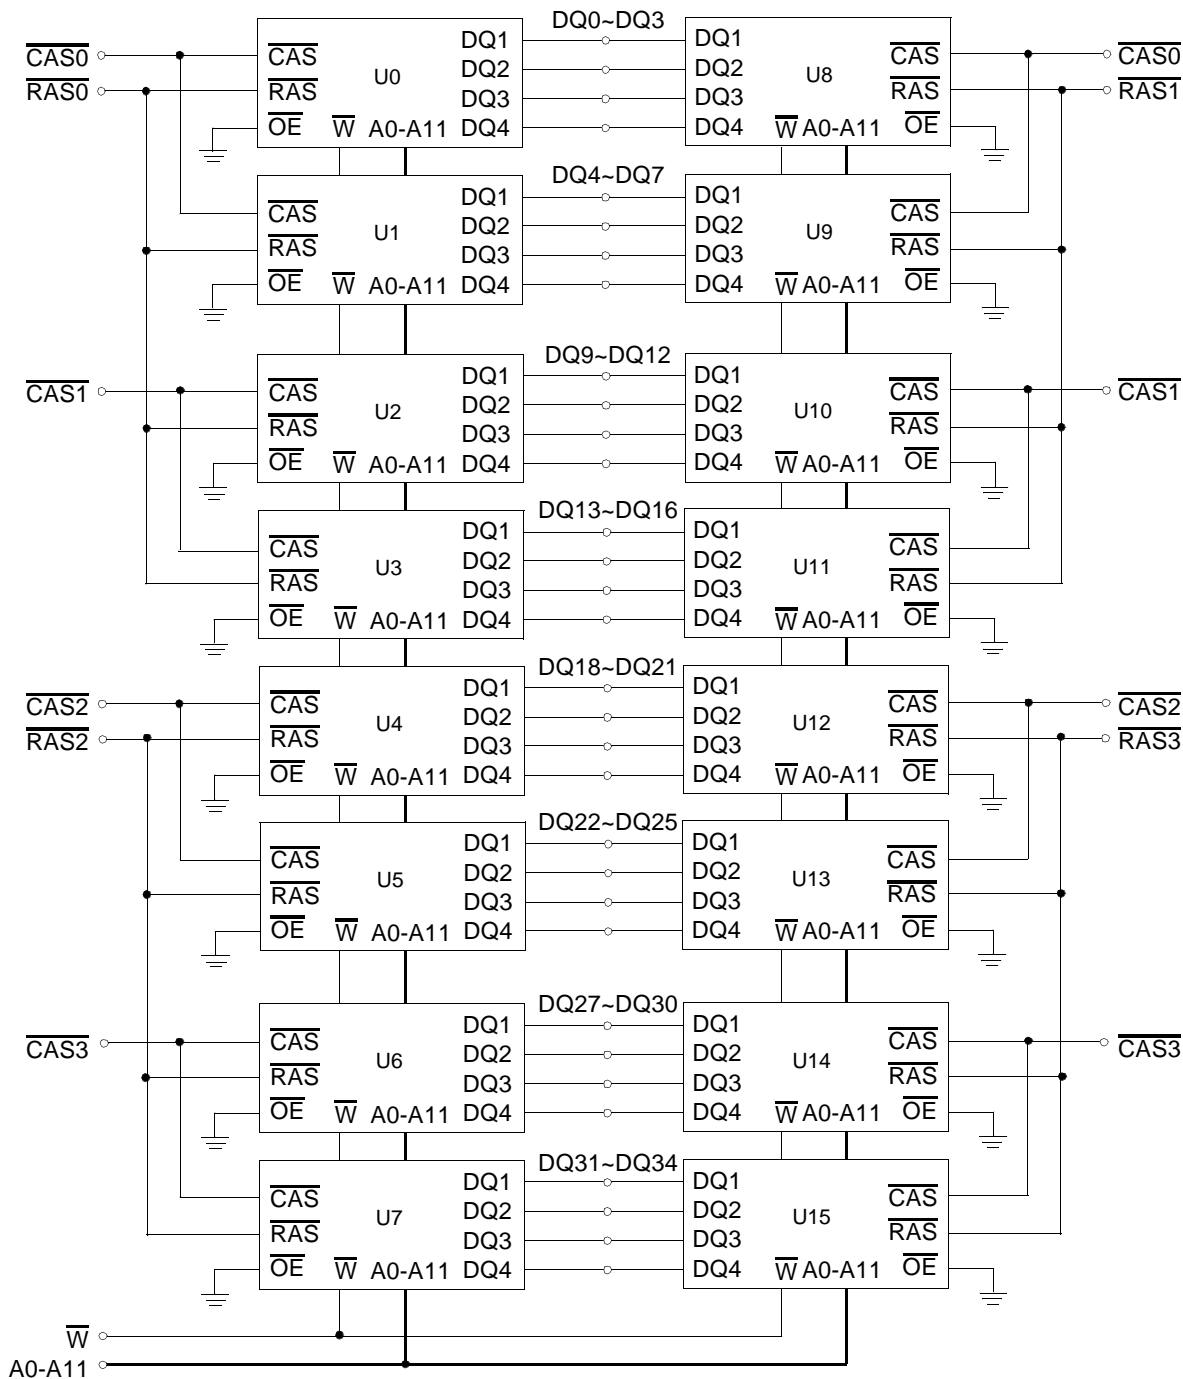 DQ0~DQ3
CAS0 CAS DQ1 DQ1 CAS CAS0
U0 DQ2 DQ2 U8
RAS0 RAS DQ3 DQ3 RAS RAS1
OE W A0-A11 DQ4 DQ4 W A0-A11 OE
DQ4~DQ7
CAS DQ1 DQ1 CAS
U1 DQ2 DQ2 U9
RAS DQ3 DQ3 RAS
OE W A0-A11 DQ4 DQ4 W A0-A11 OE
DQ9~DQ12
CAS1 CAS DQ1 DQ1 CAS CAS1
U2 DQ2 DQ2 U10
RAS DQ3 DQ3 RAS
OE W A0-A11 DQ4 DQ4 W A0-A11 OE
DQ13~DQ16
CAS DQ1 DQ1 CAS
U3 DQ2 DQ2 U11
RAS DQ3 DQ3 RAS
OE W A0-A11 DQ4 DQ4 W A0-A11 OE
DQ18~DQ21
CAS2 CAS DQ1 DQ1 CAS CAS2
U4 DQ2 DQ2 U12
RAS2 RAS DQ3 DQ3 RAS RAS3
OE W A0-A11 DQ4 DQ4 W A0-A11 OE
DQ22~DQ25
CAS DQ1 DQ1 CAS
U5 DQ2 DQ2 U13
RAS DQ3 DQ3 RAS
OE W A0-A11 DQ4 DQ4 W A0-A11 OE
DQ27~DQ30
CAS3 CAS DQ1 DQ1 CAS CAS3
U6 DQ2 DQ2 U14
RAS DQ3 DQ3 RAS
OE W A0-A11 DQ4 DQ4 W A0-A11 OE
DQ31~DQ34
CAS DQ1 DQ1 CAS
U7 DQ2 DQ2 U15
RAS DQ3 DQ3 RAS
OE W A0-A11 DQ4 DQ4 W A0-A11 OE
W
A0-A11